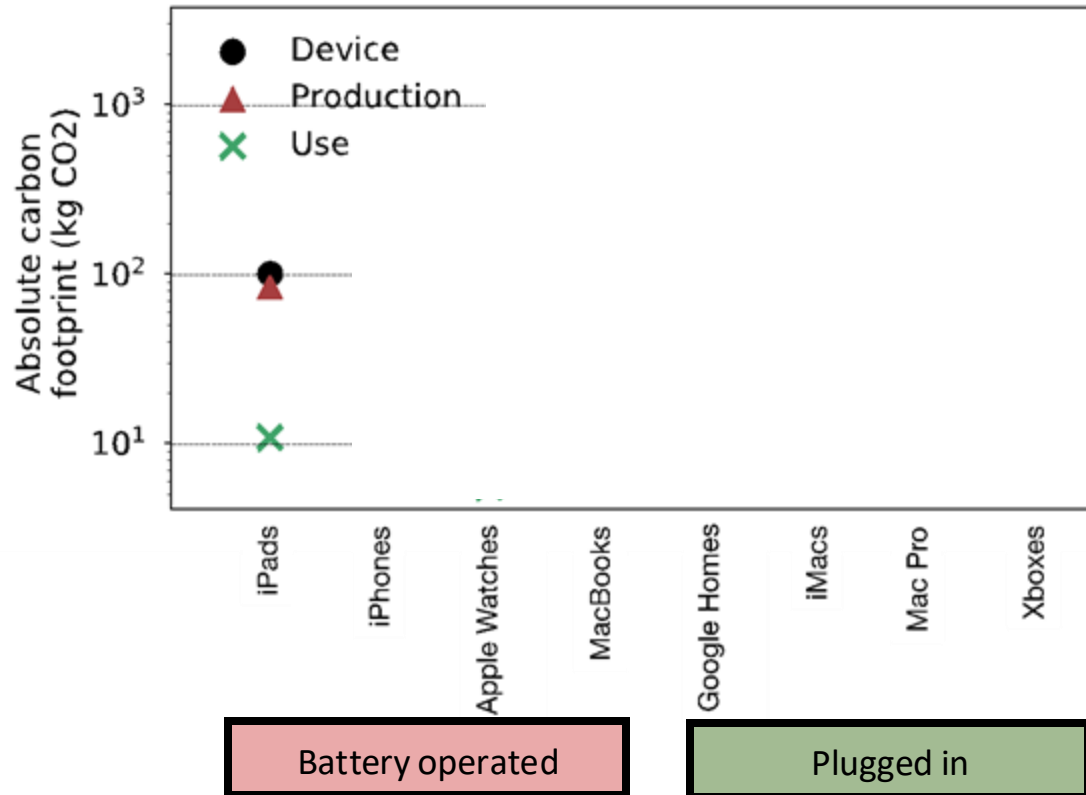 Device
Production
Use
Absolute carbon
footprint (kg CO2)
10³
10²
10¹
iPads
iPhones
Apple Watches
MacBooks
Google Homes
iMacs
Mac Pro
Xboxes
Battery operated
Plugged in